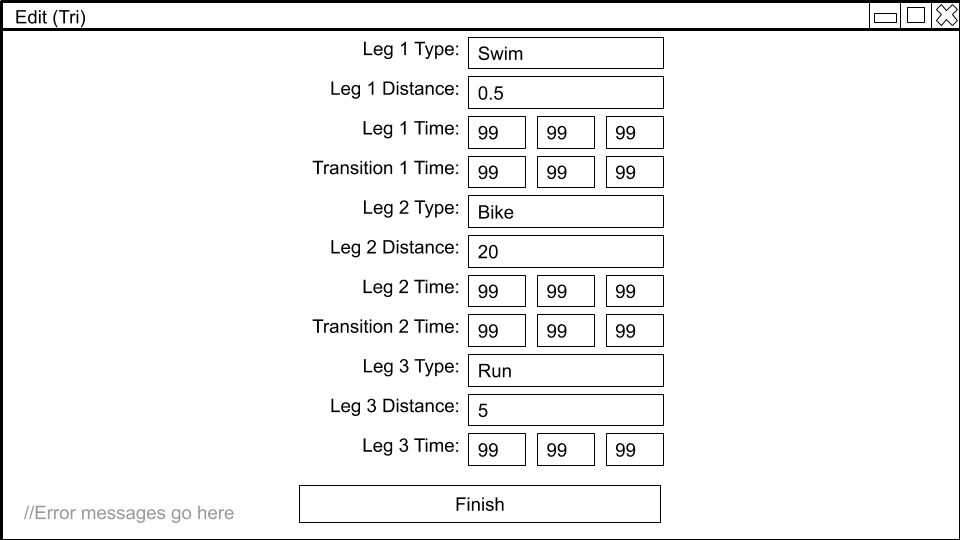 Edit (Tri)
Leg 1 Type: Swim
Leg 1 Distance: 0.5
Leg 1 Time: 99 99 99
Transition 1 Time: 99 99 99
Leg 2 Type: Bike
Leg 2 Distance: 20
Leg 2 Time: 99 99 99
Transition 2 Time: 99 99 99
Leg 3 Type: Run
Leg 3 Distance: 5
Leg 3 Time: 99 99 99
Finish
//Error messages go here